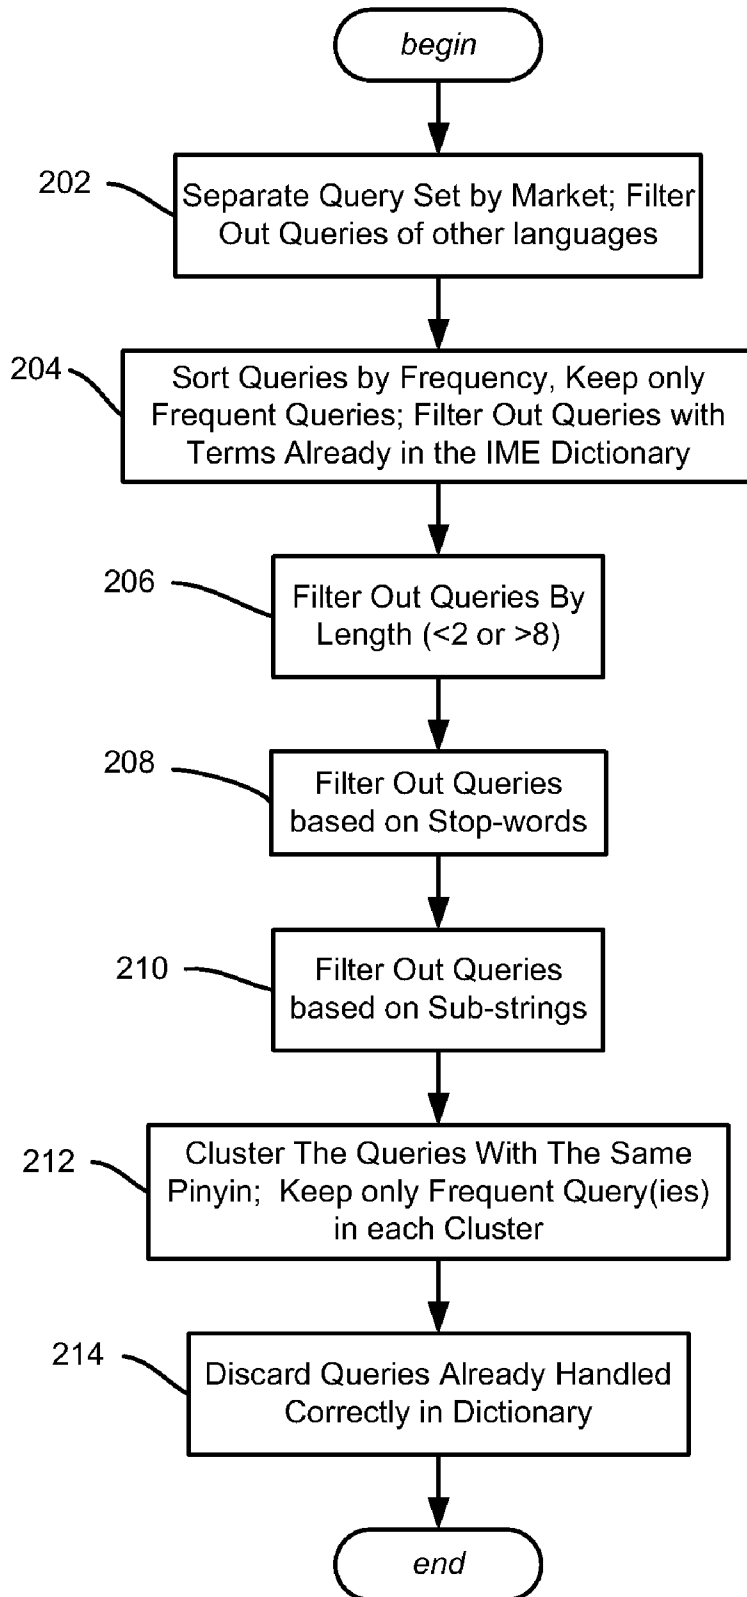 begin
202
Separate Query Set by Market; Filter
Out Queries of other languages
204
Sort Queries by Frequency, Keep only
Frequent Queries; Filter Out Queries with
Terms Already in the IME Dictionary
206
Filter Out Queries By
Length (<2 or >8)
208
Filter Out Queries
based on Stop-words
210
Filter Out Queries
based on Sub-strings
212
Cluster The Queries With The Same
Pinyin;  Keep only Frequent Query(ies)
in each Cluster
214
Discard Queries Already Handled
Correctly in Dictionary
end